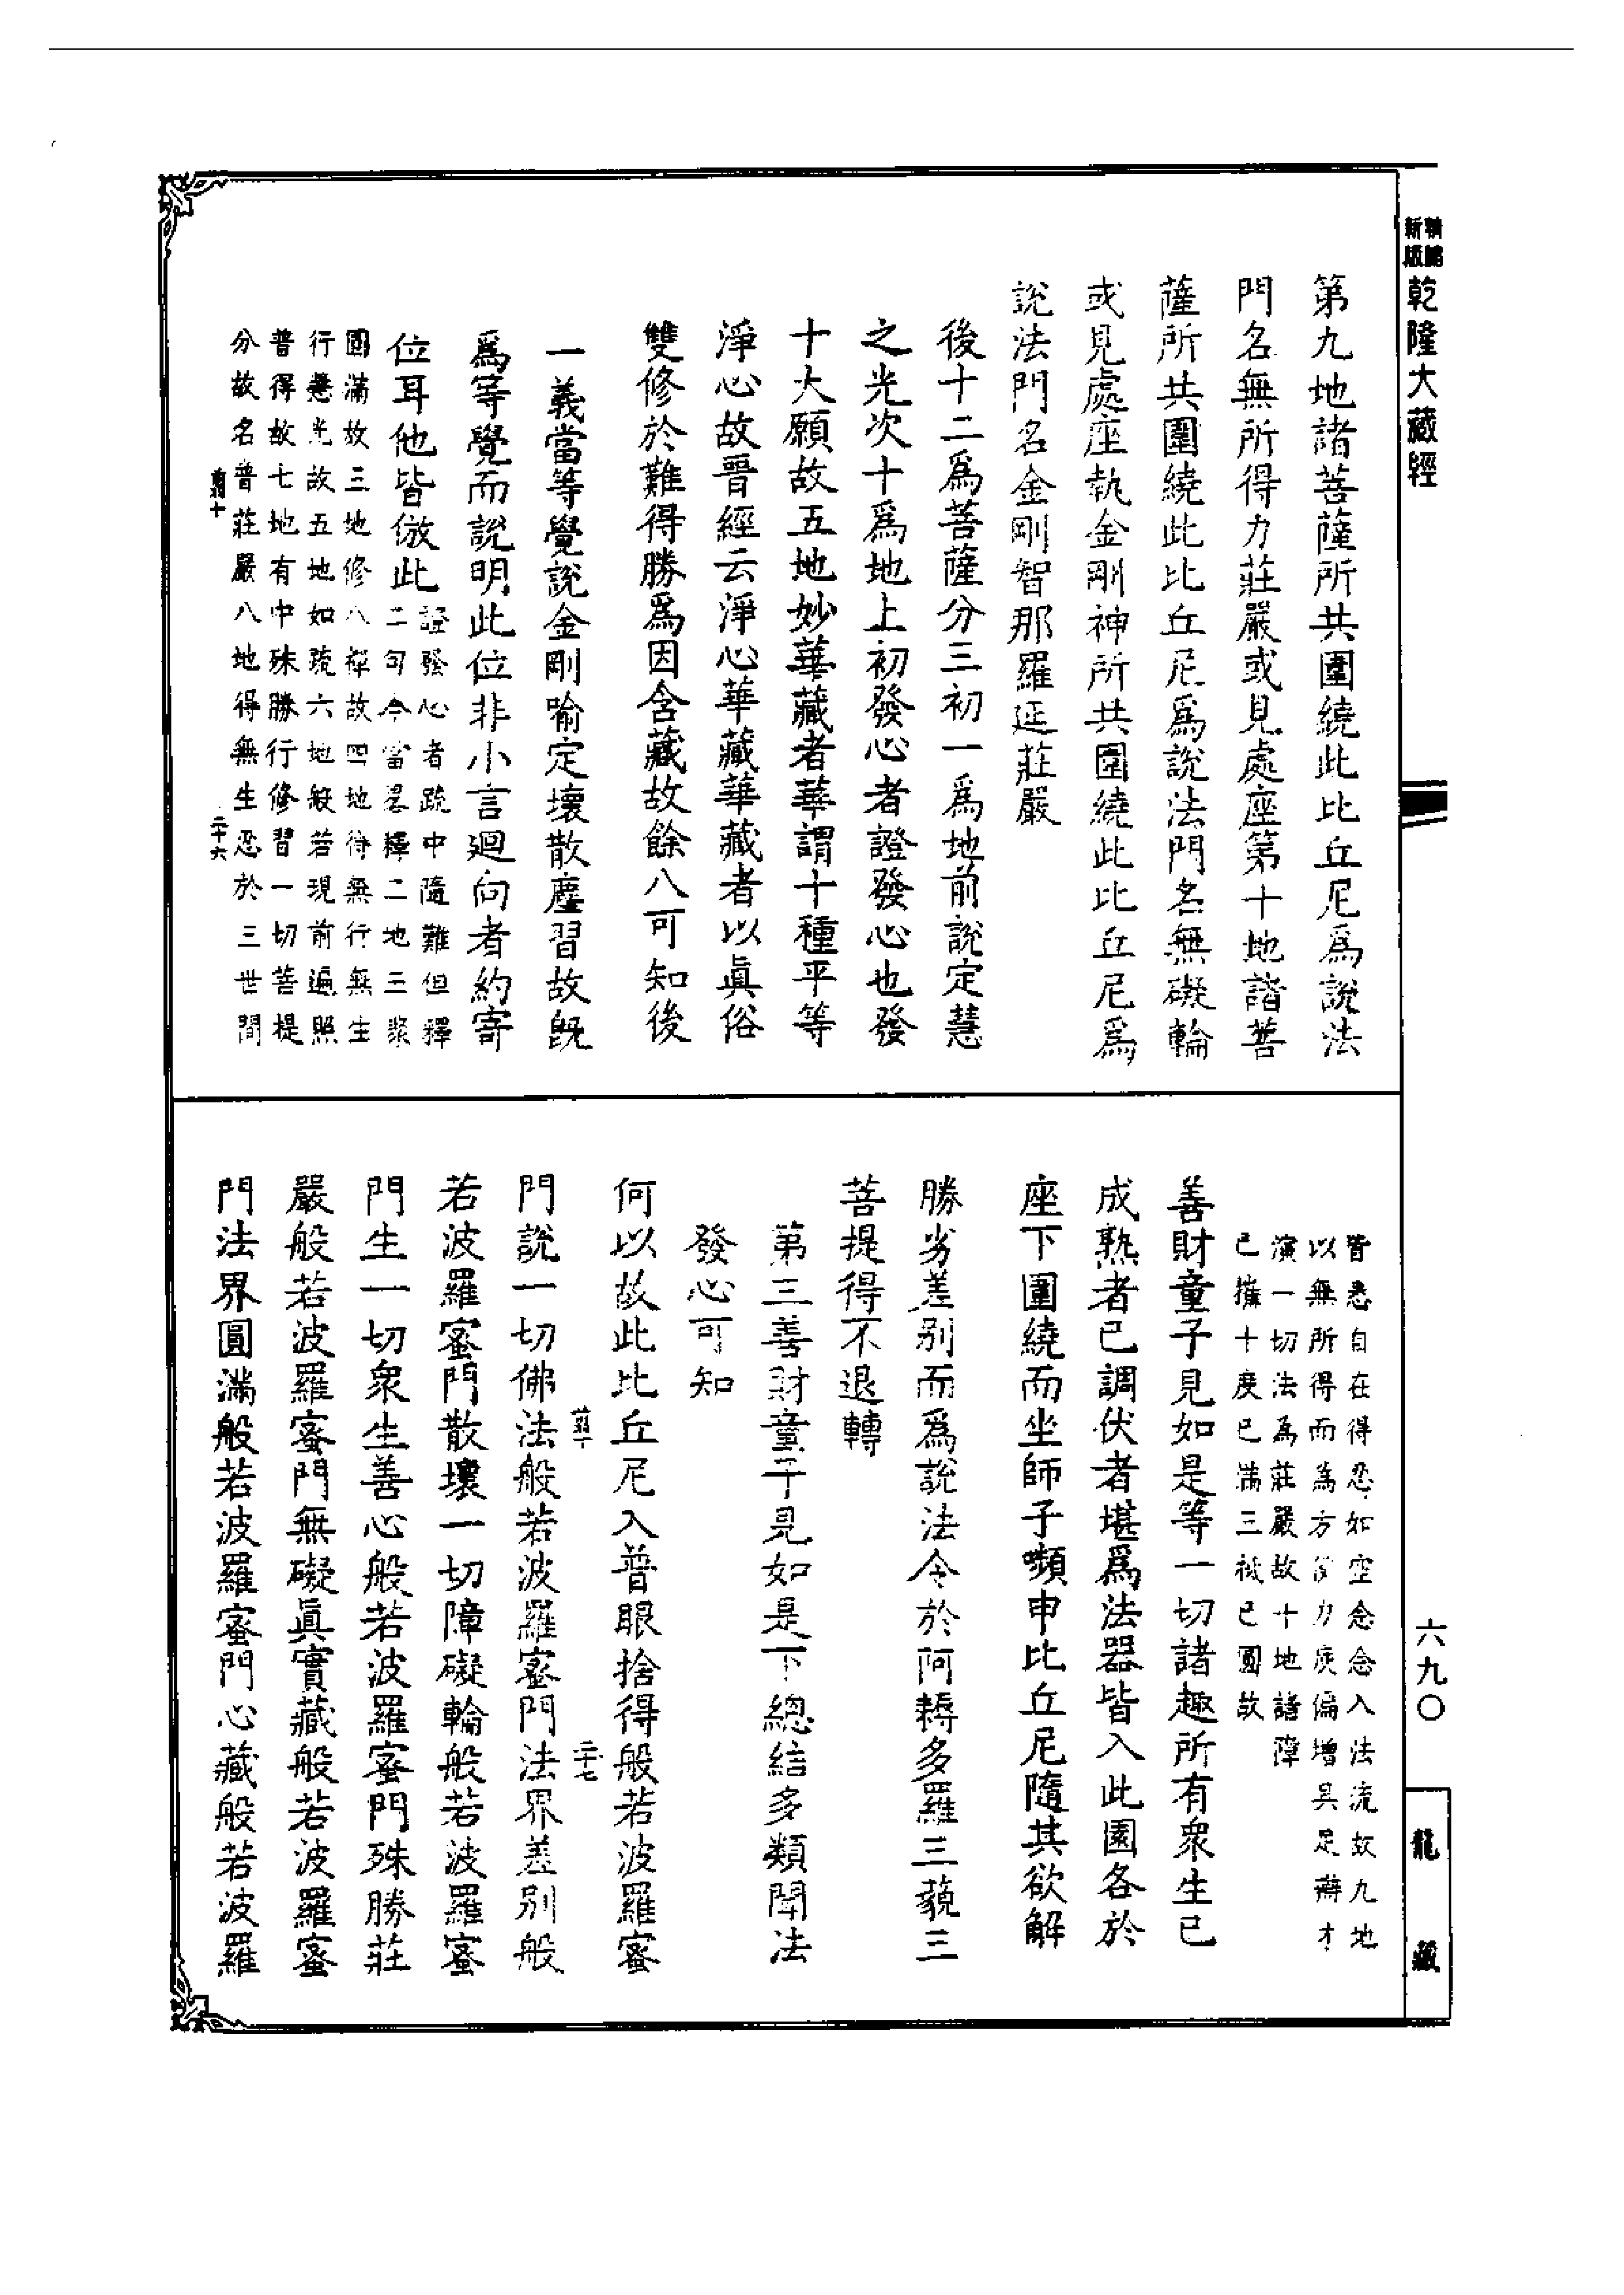 新編
新版
乾隆大藏經
第九地諸菩薩所共圍繞此比丘尼爲說法
門名無所得力莊嚴或見處座第十地諸菩
薩所共圍繞此比丘尼爲說法門名無礙輪
或見處座執金剛神所共圍繞此比丘尼爲
說法門名金剛智那羅延莊嚴
後十二爲菩薩分三初一爲地前說定慧
之光次十爲地上初發心者證發心也發
十大願故五地妙華藏者華謂十種平等
淨心故晉經云淨心華藏華藏者以眞俗
雙修於難得勝爲因含藏故餘八可知後
一義當等覺說金剛喻定壞散塵習故旣
爲等覺而說明此位非小言迴向者約寄
位耳他皆倣此
證發心者疏中隨難但釋
二句今當畧釋二地三聚
圓滿故三地修八禪故四地得無行無生
行慧光故五地如疏六地般若現前遍照
普得故七地有中殊勝行修習一切菩提
分故名普莊嚴八地得無生忍於三世間
二十六
皆悉自在得忍如空念念入法流故九地
以無所得而爲方便力度偏增具足辯才
演一切法爲莊嚴故十地諸障
已摧十度已滿三祇已圓故
善財童子見如是等一切諸趣所有衆生已
成熟者已調伏者堪爲法器皆入此園各於
座下圍繞而坐師子嚬申比丘尼隨其欲解
勝劣差別而爲說法令於阿耨多羅三藐三
菩提得不退轉
第三善財童子見如是下總結多類聞法
發心可知
何以故此比丘尼入普眼捨得般若波羅蜜
二十七
門說一切佛法般若波羅蜜門法界差別般
若波羅蜜門散壞一切障礙輪般若波羅蜜
門生一切衆生善心般若波羅蜜門殊勝莊
嚴般若波羅蜜門無礙眞實藏般若波羅蜜
門法界圓滿般若波羅蜜門心藏般若波羅
六九〇
龍藏